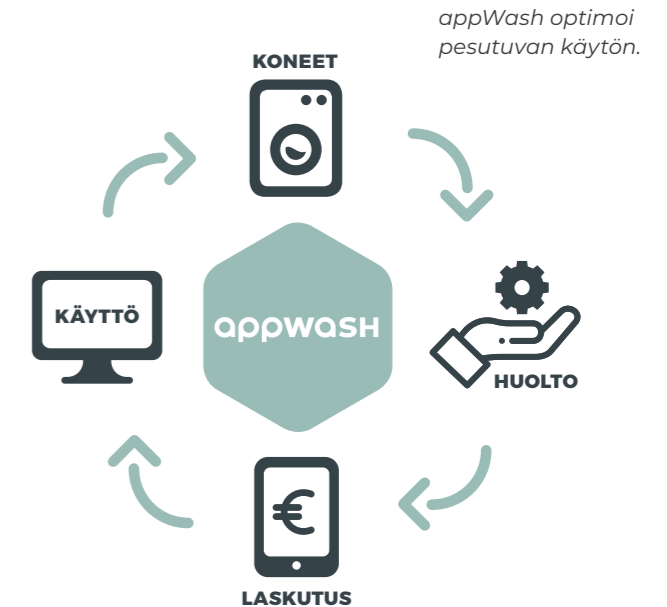 appWash optimoi
pesutuvan käytön.
KONEET
KÄYTTÖ
appwash
HUOLTO
€
LASKUTUS